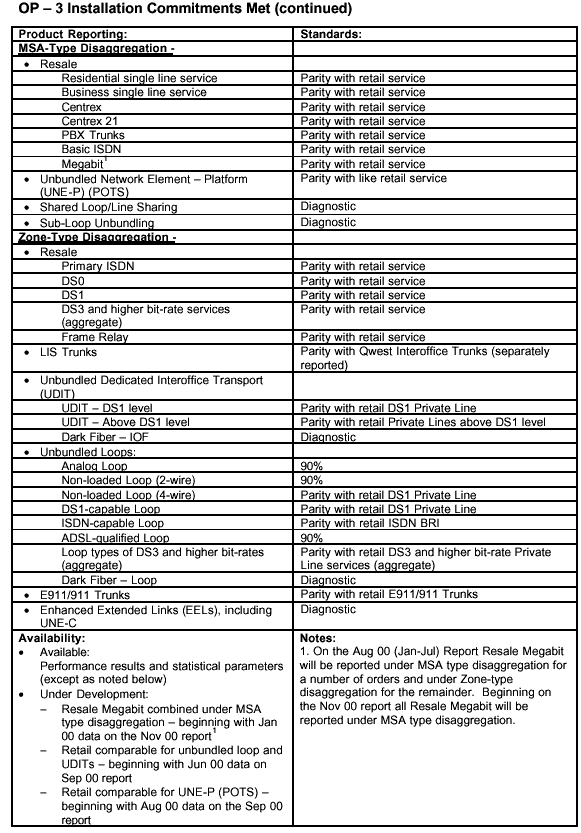 OP – 3 Installation Commitments Met (continued)
Product Reporting: Standards:
MSA-Type Disaggregation -
• Resale
Residential single line service Parity with retail service
Business single line service Parity with retail service
Centrex Parity with retail service
Centrex 21 Parity with retail service
PBX Trunks Parity with retail service
Basic ISDN Parity with retail service
Megabit¹ Parity with retail service
• Unbundled Network Element – Platform Parity with like retail service
(UNE-P) (POTS)
• Shared Loop/Line Sharing Diagnostic
• Sub-Loop Unbundling Diagnostic
Zone-Type Disaggregation -
• Resale
Primary ISDN Parity with retail service
DS0 Parity with retail service
DS1 Parity with retail service
DS3 and higher bit-rate services Parity with retail service
(aggregate)
Frame Relay Parity with retail service
• LIS Trunks Parity with Qwest Interoffice Trunks (separately
reported)
• Unbundled Dedicated Interoffice Transport
(UDIT)
UDIT – DS1 level Parity with retail DS1 Private Line
UDIT – Above DS1 level Parity with retail Private Lines above DS1 level
Dark Fiber – IOF Diagnostic
• Unbundled Loops:
Analog Loop 90%
Non-loaded Loop (2-wire) 90%
Non-loaded Loop (4-wire) Parity with retail DS1 Private Line
DS1-capable Loop Parity with retail DS1 Private Line
ISDN-capable Loop Parity with retail ISDN BRI
ADSL-qualified Loop 90%
Loop types of DS3 and higher bit-rates Parity with retail DS3 and higher bit-rate Private
(aggregate) Line services (aggregate)
Dark Fiber – Loop Diagnostic
• E911/911 Trunks Parity with retail E911/911 Trunks
• Enhanced Extended Links (EELs), including Diagnostic
UNE-C
Availability:
• Available:
Performance results and statistical parameters
(except as noted below)
• Under Development:
– Resale Megabit combined under MSA
type disaggregation – beginning with Jan
00 data on the Nov 00 report¹
– Retail comparable for unbundled loop and
UDITs – beginning with Jun 00 data on
Sep 00 report
– Retail comparable for UNE-P (POTS) –
beginning with Aug 00 data on the Sep 00
report
Notes:
1. On the Aug 00 (Jan-Jul) Report Resale Megabit
will be reported under MSA type disaggregation for
a number of orders and under Zone-type
disaggregation for the remainder. Beginning on
the Nov 00 report all Resale Megabit will be
reported under MSA type disaggregation.